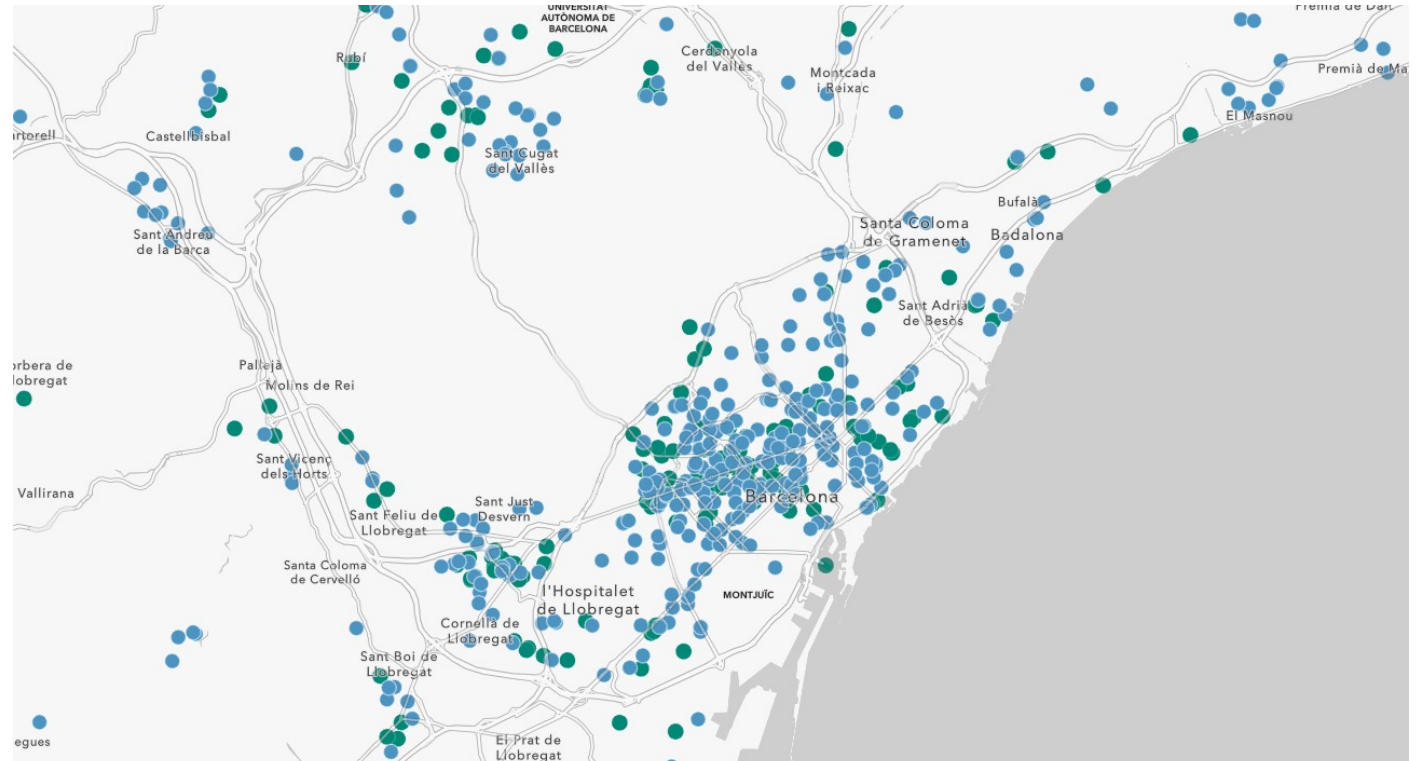 UNIVERSITAT
AUTÒNOMA DE
BARCELONA
Rubí
Cerdanyola
del Vallès
Montcada
i Reixac
Premià de
El Masnou
Castellbisbal
Sant Cugat
del Vallès
Sant Andreu
de la Barca
Bufalà
Badalona
Santa Coloma
de Gramenet
Sant Adrià
de Besòs
Pallejà
Molins de Rei
Sant Vicenç
dels Horts
Vallirana
Sant Feliu de
Llobregat
Sant Just
Desvern
Barcelona
Santa Coloma
de Cervelló
l'Hospitalet
de Llobregat
MONTJUÏC
Cornellà de
Llobregat
Sant Boi de
Llobregat
El Prat de
Llobregat